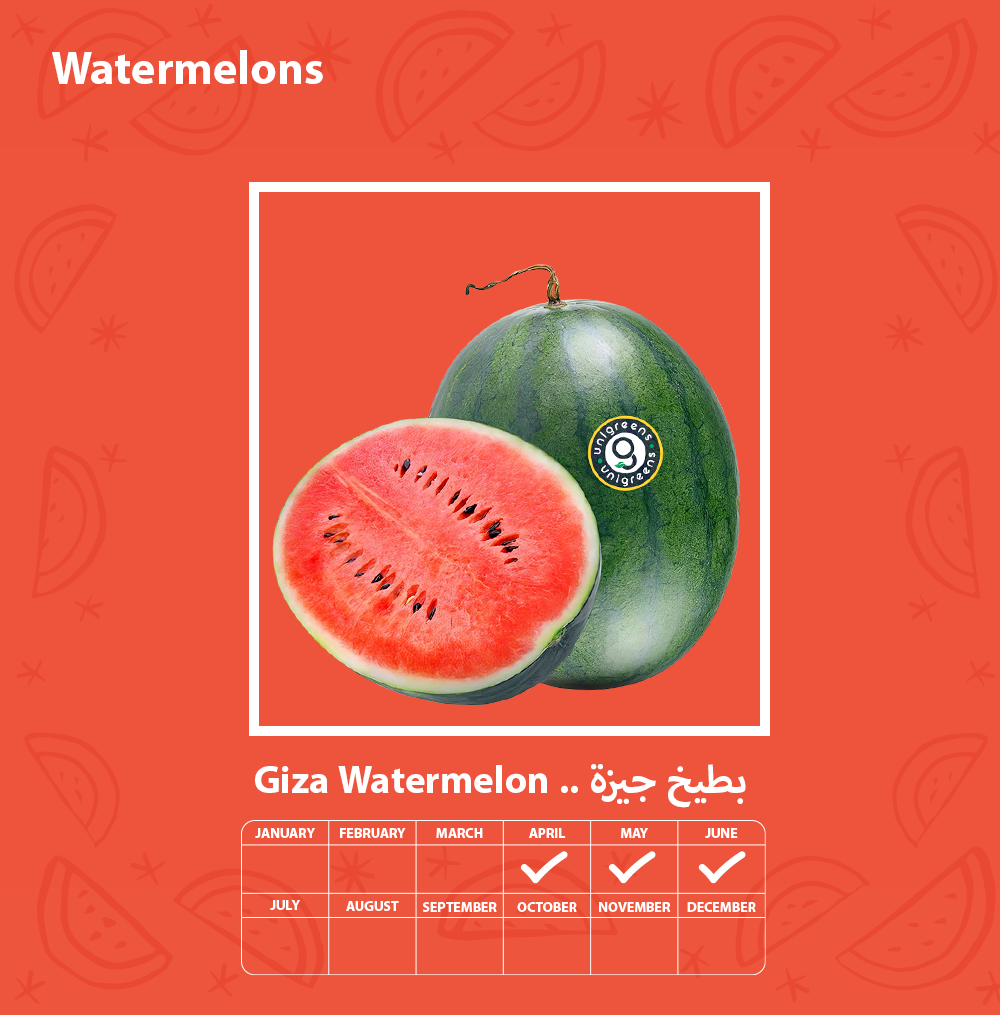 Watermelons
unigreens
unigreens
Giza Watermelon .. بطيخ جيزة
JANUARY FEBRUARY MARCH APRIL MAY JUNE
JULY AUGUST SEPTEMBER OCTOBER NOVEMBER DECEMBER